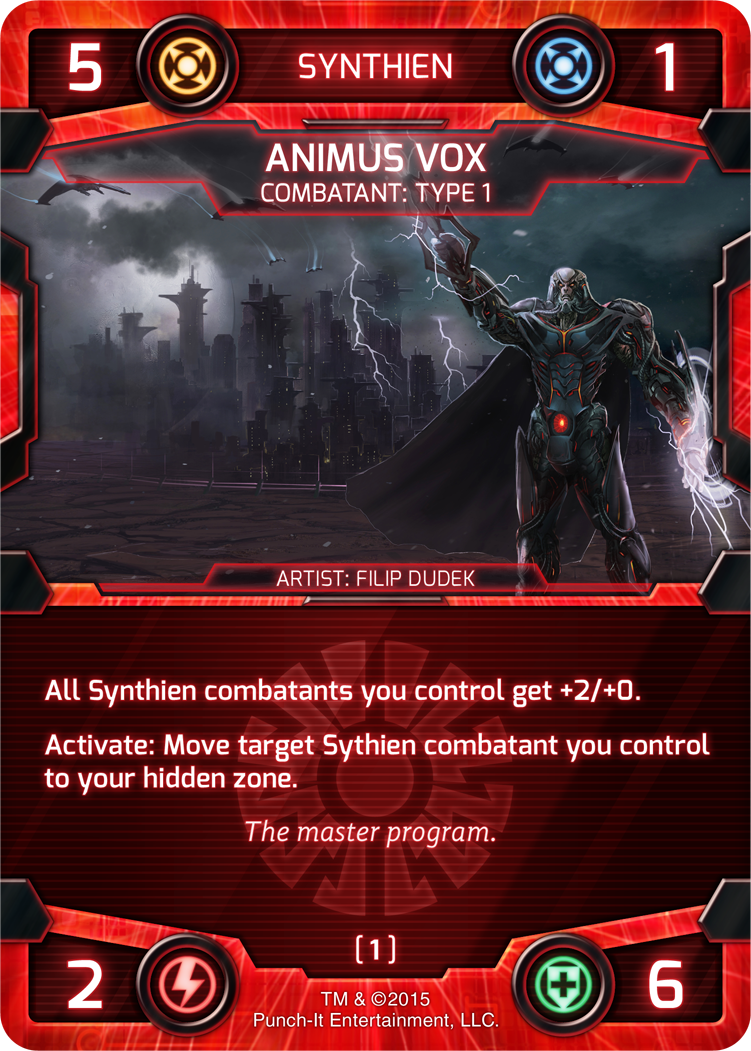 5 SYNTHIEN 1
ANIMUS VOX
COMBATANT: TYPE 1
ARTIST: FILIP DUDEK
All Synthien combatants you control get +2/+0.
Activate: Move target Sythien combatant you control
to your hidden zone.
The master program.
[1]
2 6
TM & ©2015
Punch-It Entertainment, LLC.